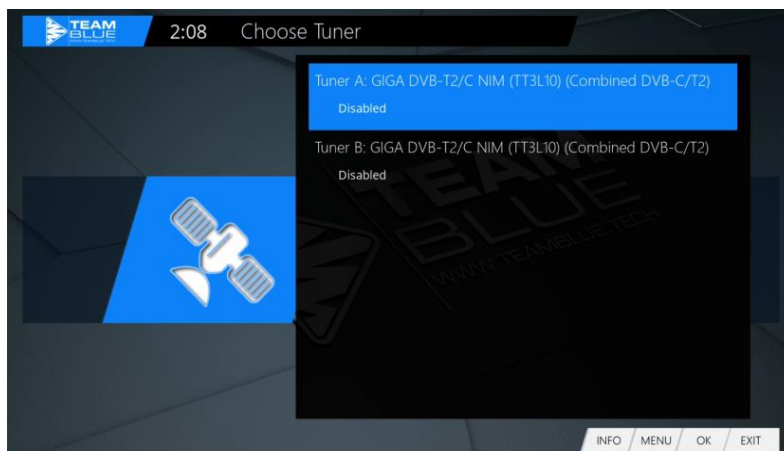 TEAM
BLUE
2:08
Choose Tuner
Tuner A: GIGA DVB-T2/C NIM (TT3L10) (Combined DVB-C/T2)
Disabled
Tuner B: GIGA DVB-T2/C NIM (TT3L10) (Combined DVB-C/T2)
Disabled
TEAM
BLUE
WWW.TEAMBLUE.TECH
INFO
MENU
OK
EXIT